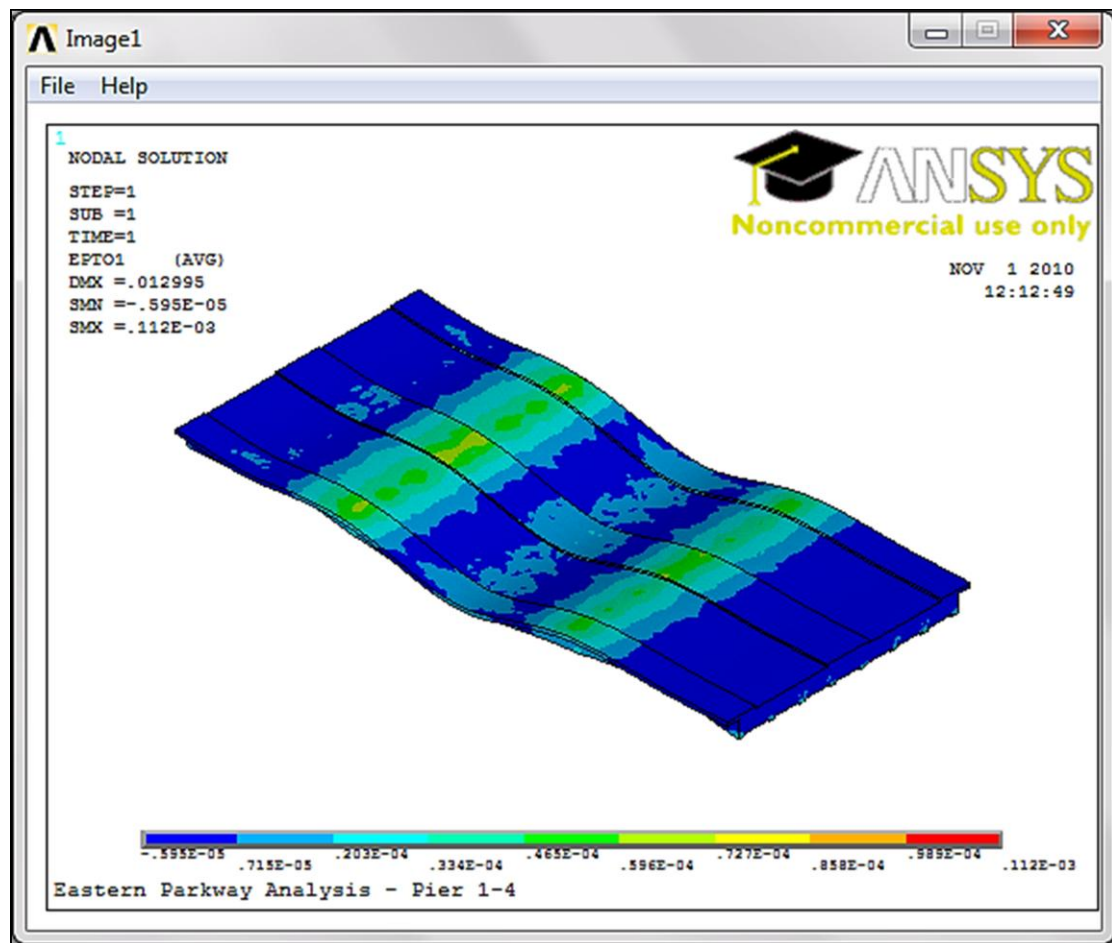 Image1
File Help
1
NODAL SOLUTION
STEP=1
SUB =1
TIME=1
EPTO1 (AVG)
DMX =.012995
SMN =-.595E-05
SMX =.112E-03
ANSYS
Noncommercial use only
NOV 1 2010
12:12:49
-.595E-05 .203E-04 .465E-04 .727E-04 .989E-04
.715E-05 .334E-04 .596E-04 .858E-04 .112E-03
Eastern Parkway Analysis - Pier 1-4